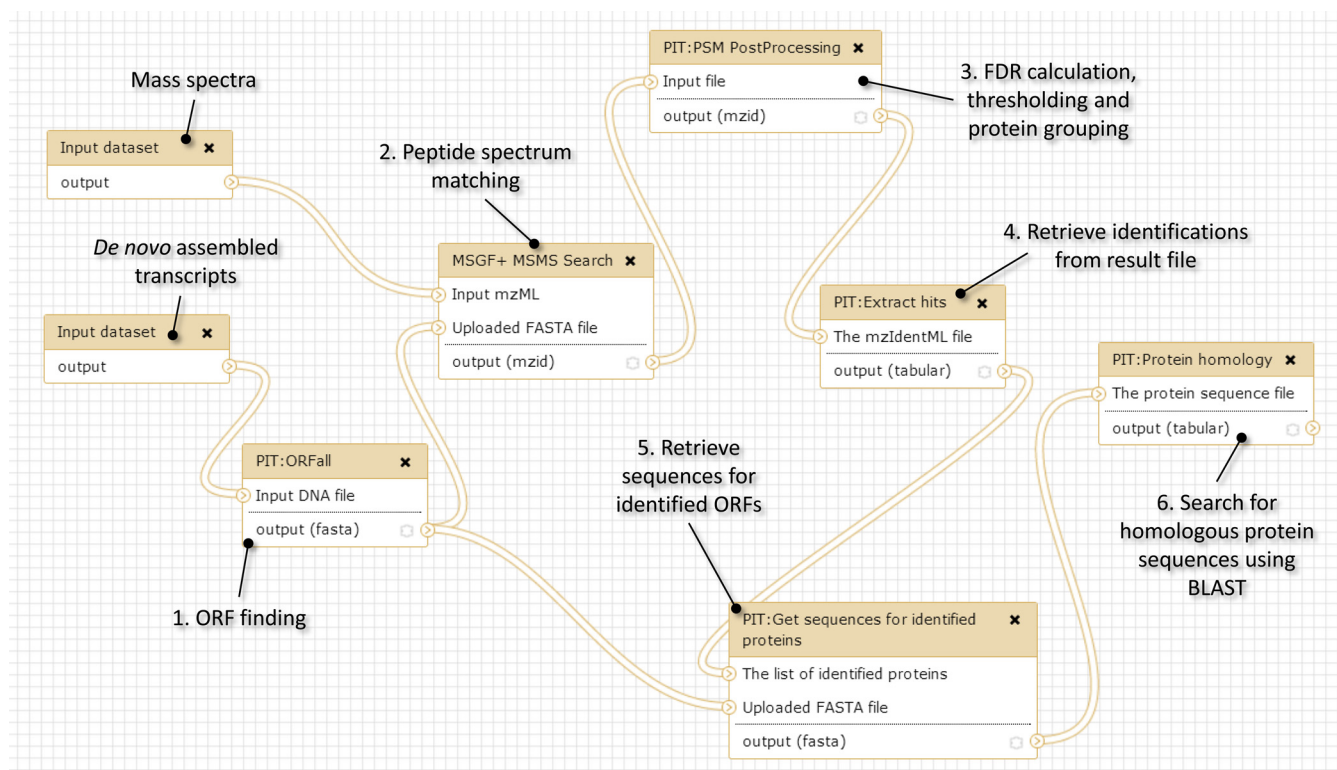 Mass spectra
Input dataset
output
De novo assembled
transcripts
Input dataset
output
1. ORF finding
PIT:ORFall
Input DNA file
output (fasta)
2. Peptide spectrum
matching
MSGF+ MSMS Search
Input mzML
Uploaded FASTA file
output (mzid)
PIT:PSM PostProcessing
Input file
output (mzid)
3. FDR calculation,
thresholding and
protein grouping
4. Retrieve identifications
from result file
PIT:Extract hits
The mzIdentML file
output (tabular)
5. Retrieve
sequences for
identified ORFs
PIT:Get sequences for identified
proteins
The list of identified proteins
Uploaded FASTA file
output (fasta)
PIT:Protein homology
The protein sequence file
output (tabular)
6. Search for
homologous protein
sequences using
BLAST